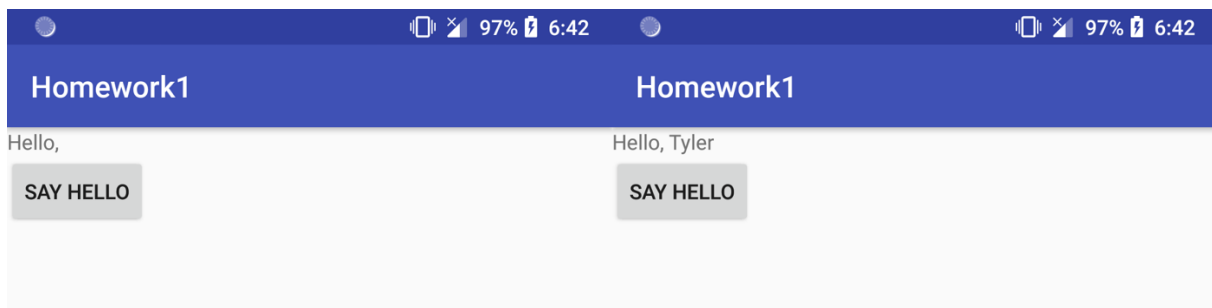 97% 6:42
Homework1
Hello,
SAY HELLO
97% 6:42
Homework1
Hello, Tyler
SAY HELLO